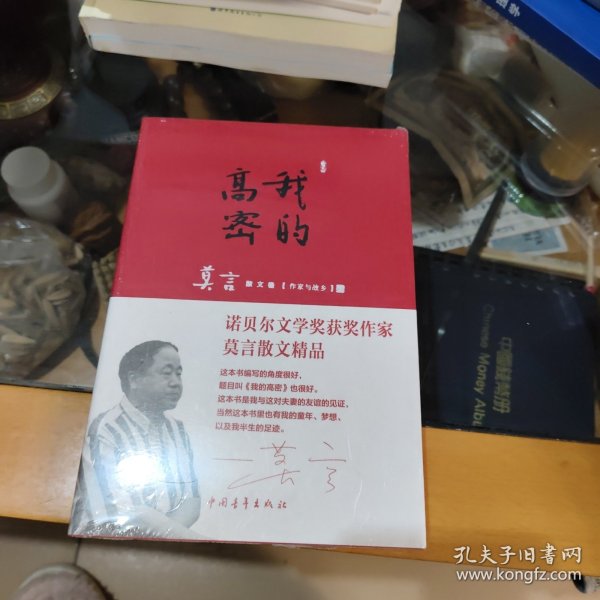 我的
高密
莫言
散文卷【作家与故乡】
诺贝尔文学奖获奖作家
莫言散文精品
这本书编写的角度很好，
题目叫《我的高密》也很好。
这本书是我与这对夫妻的友谊的见证，
当然这本书里也有我的童年、梦想、
以及我半生的足迹。
莫言
中国青年出版社
Chinese
Money Albu
孔夫子旧书网
www.kongfz.com